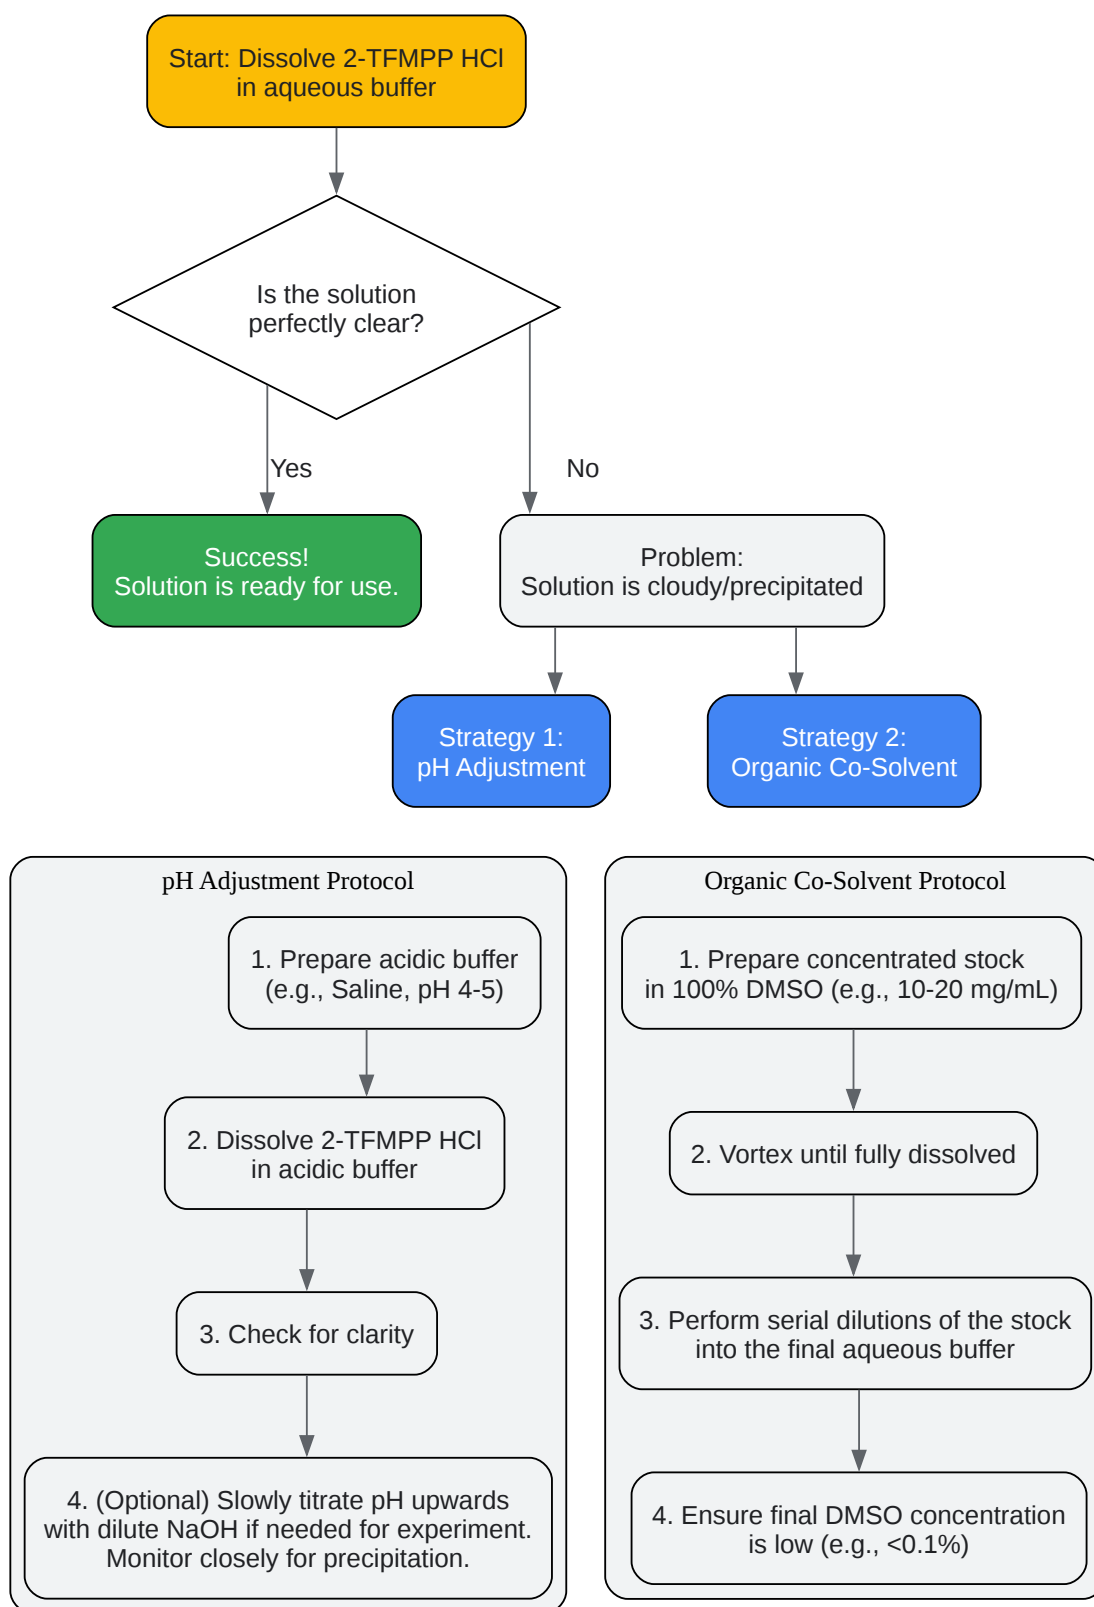 Start: Dissolve 2-TFMPP HCl
in aqueous buffer
Is the solution
perfectly clear?
Yes
No
Success!
Solution is ready for use.
Problem:
Solution is cloudy/precipitated
Strategy 1:
pH Adjustment
Strategy 2:
Organic Co-Solvent
pH Adjustment Protocol
1. Prepare acidic buffer
(e.g., Saline, pH 4-5)
2. Dissolve 2-TFMPP HCl
in acidic buffer
3. Check for clarity
4. (Optional) Slowly titrate pH upwards
with dilute NaOH if needed for experiment.
Monitor closely for precipitation.
Organic Co-Solvent Protocol
1. Prepare concentrated stock
in 100% DMSO (e.g., 10-20 mg/mL)
2. Vortex until fully dissolved
3. Perform serial dilutions of the stock
into the final aqueous buffer
4. Ensure final DMSO concentration
is low (e.g., <0.1%)